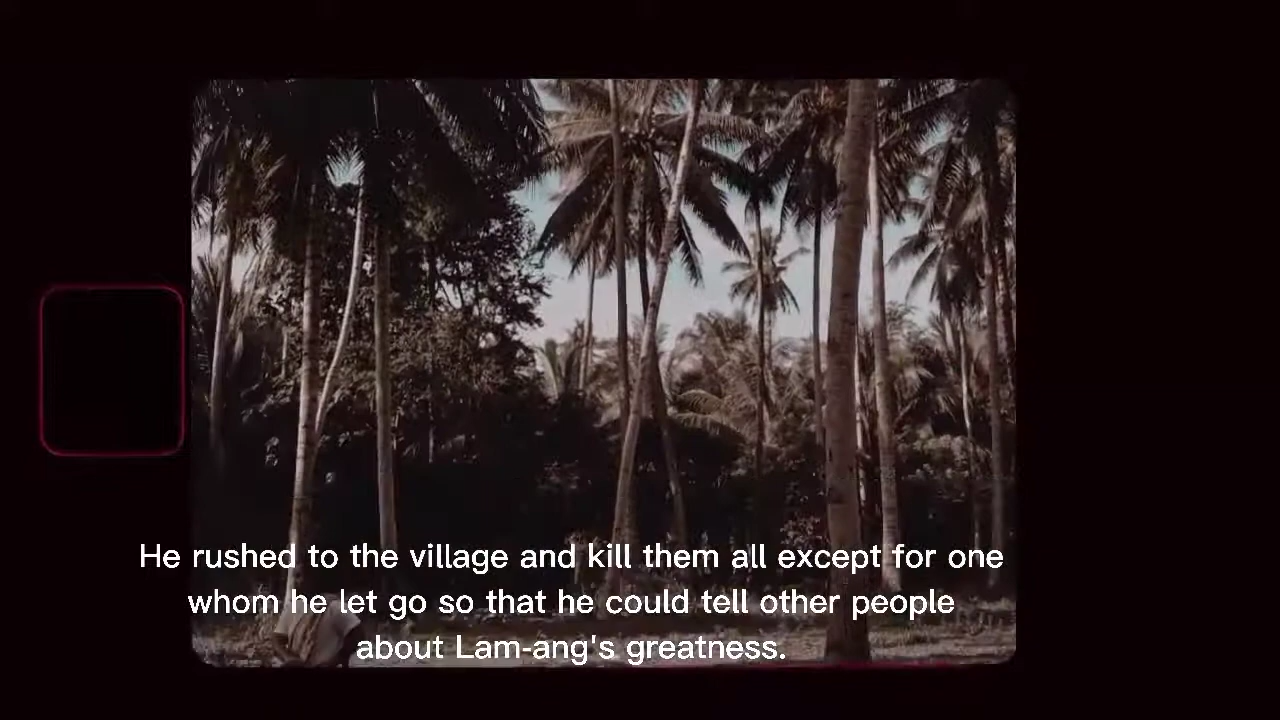 He rushed to the village and kill them all except for one
whom he let go so that he could tell other people
about Lam-ang's greatness.